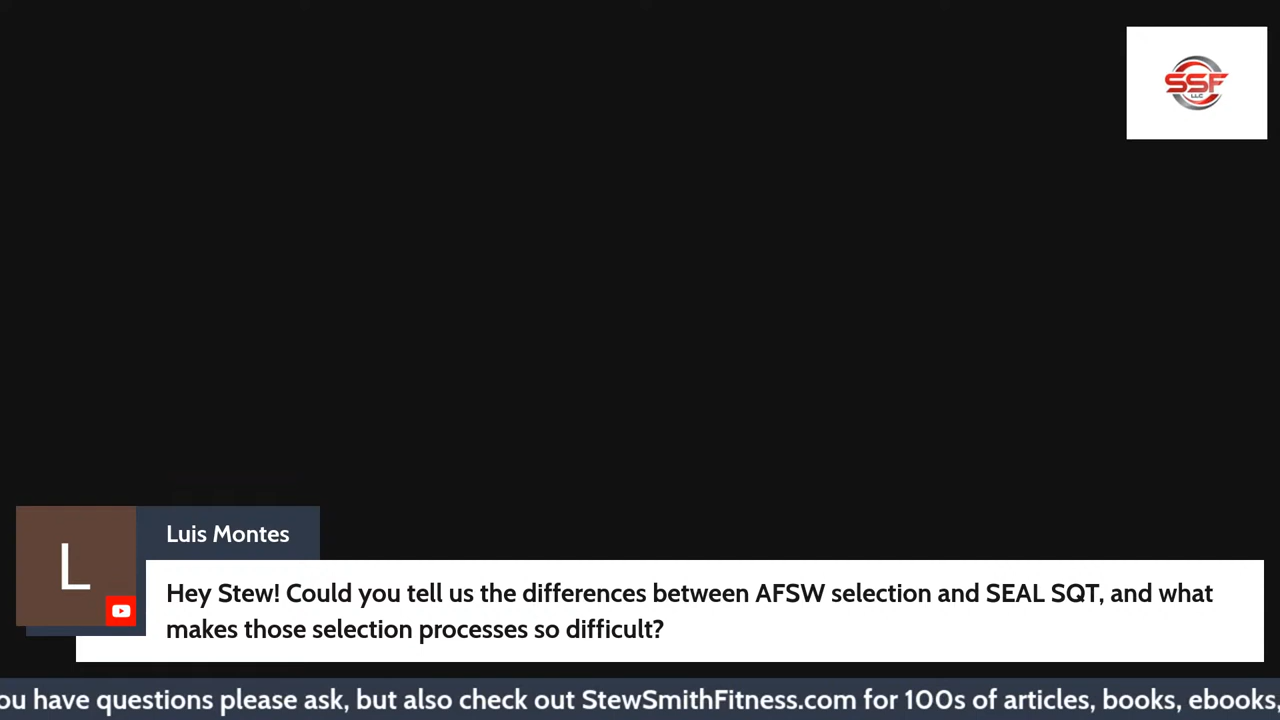 SSF
LLC
L
Luis Montes
Hey Stew! Could you tell us the differences between AFSW selection and SEAL SQT, and what
makes those selection processes so difficult?
ou have questions please ask, but also check out StewSmithFitness.com for 100s of articles, books, ebooks,